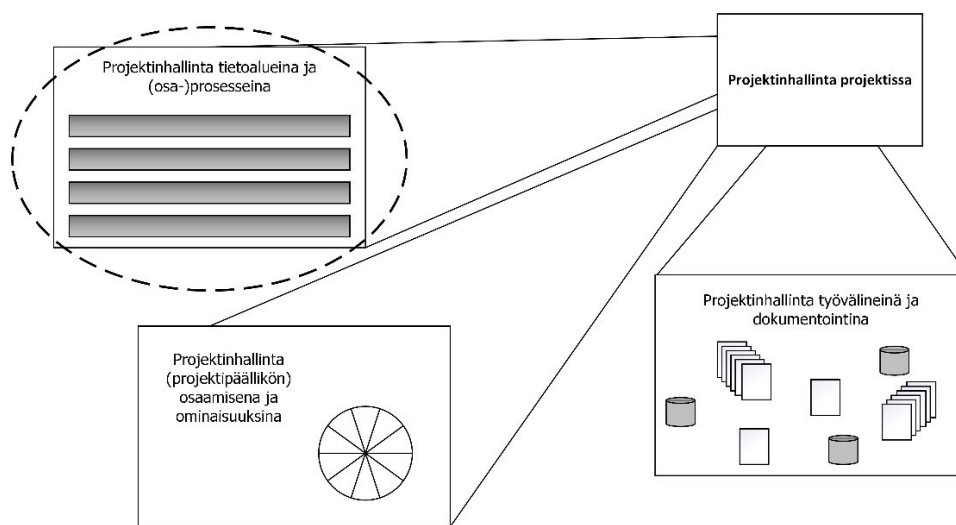 Projektinhallinta tietoalueina ja
(osa-)prosesseina
Projektinhallinta projektissa
Projektinhallinta
(projektipäällikön)
osaamisena ja
ominaisuuksina
Projektinhallinta työvälineinä ja
dokumentointina